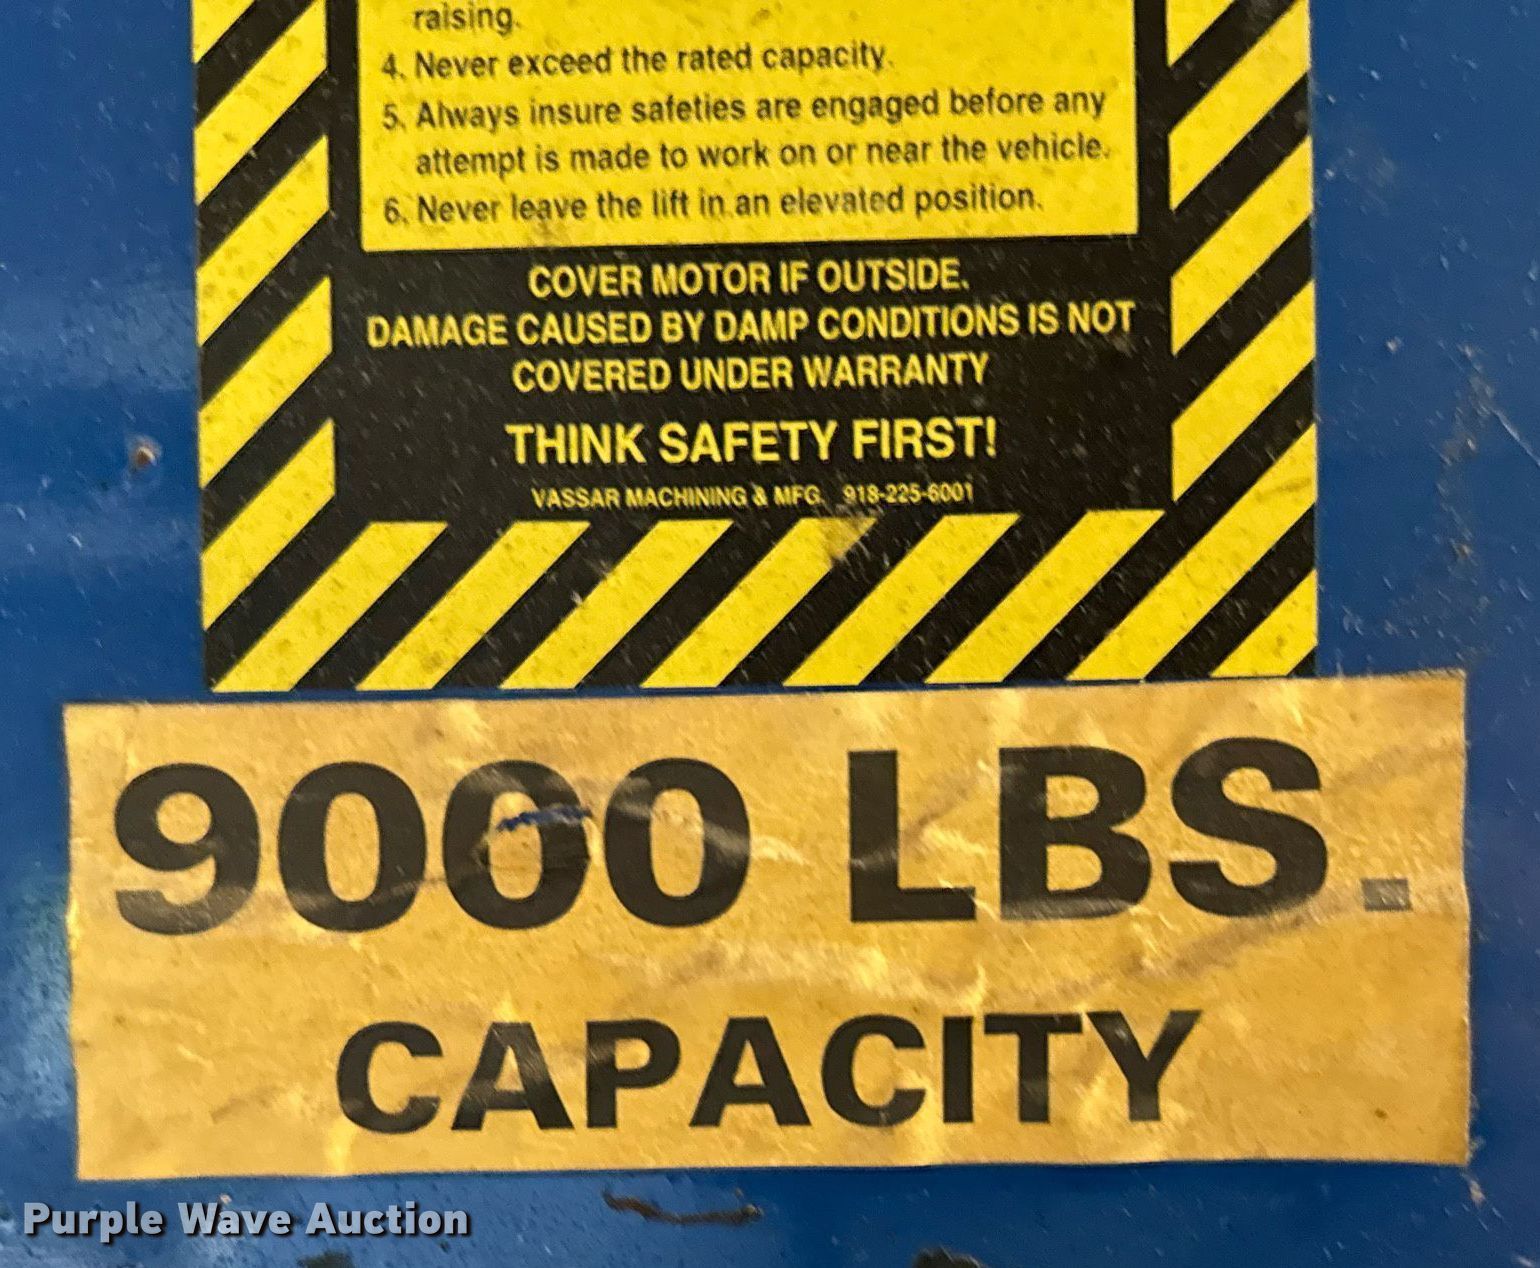 raising.
4. Never exceed the rated capacity.
5. Always insure safeties are engaged before any
attempt is made to work on or near the vehicle.
6. Never leave the lift in an elevated position.
COVER MOTOR IF OUTSIDE.
DAMAGE CAUSED BY DAMP CONDITIONS IS NOT
COVERED UNDER WARRANTY
THINK SAFETY FIRST!
VASSAR MACHINING & MFG. 918-225-6001
9000 LBS.
CAPACITY
Purple Wave Auction